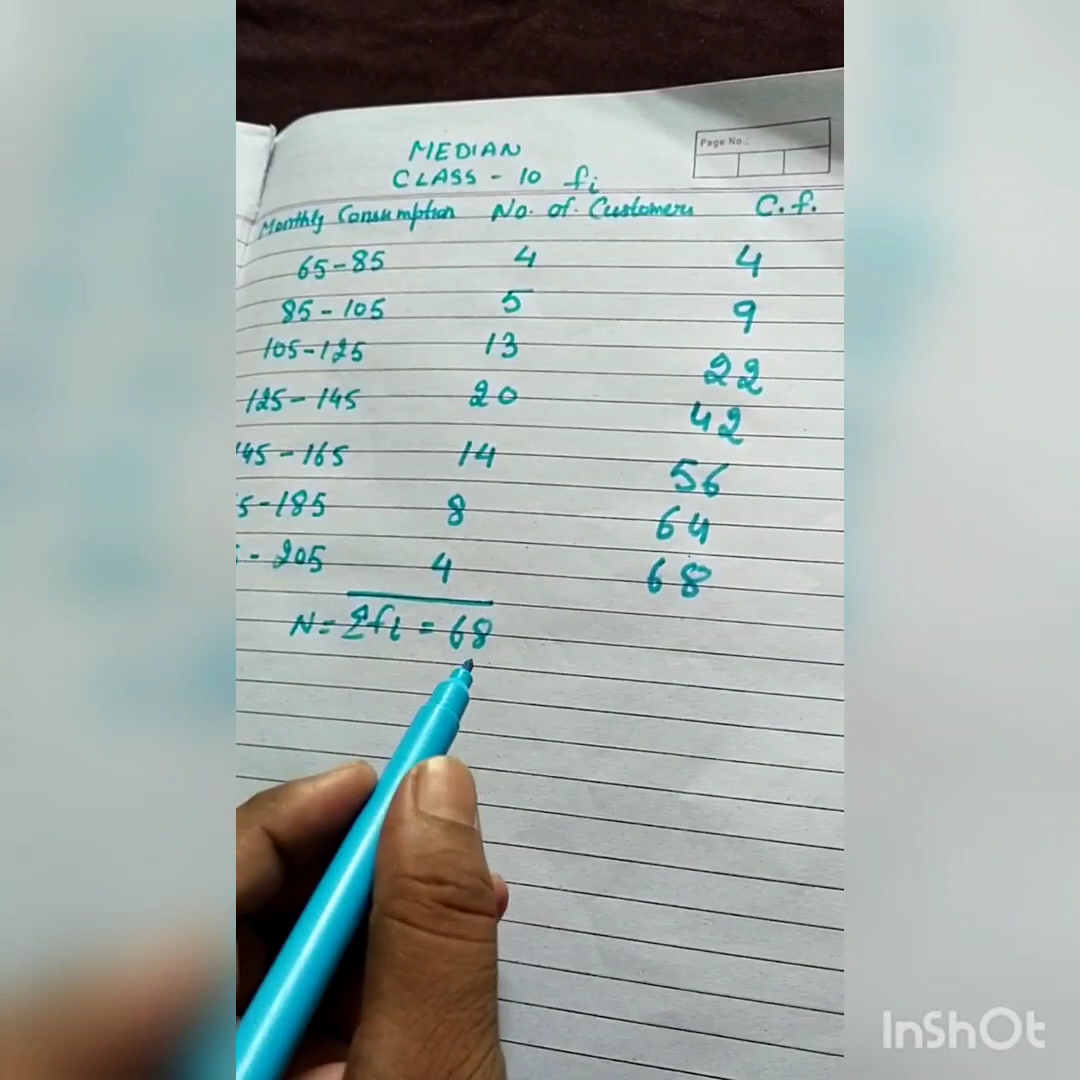 MEDIAN
Page No.:
CLASS - 10 fi
Monthly Consumption No. of Customers C.f.
65-85 4 4
85-105 5 9
105-125 13 22
125-145 20 42
145-165 14 56
5-185 8 64
- 205 4 68
N = Σfi = 68
InShOt